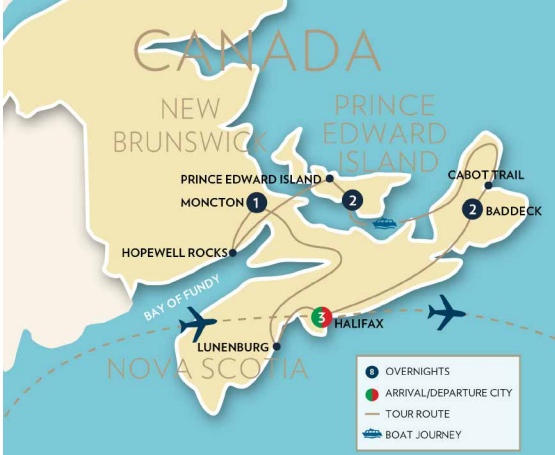 CANADA
NEW
BRUNSWICK
PRINCE
EDWARD
ISLAND
PRINCE EDWARD ISLAND
CABOT TRAIL
MONCTON
1
2
2
BADDECK
HOPEWELL ROCKS
BAY OF FUNDY
3
HALIFAX
LUNENBURG
NOVA SCOTIA
8 OVERNIGHTS
ARRIVAL/DEPARTURE CITY
TOUR ROUTE
BOAT JOURNEY